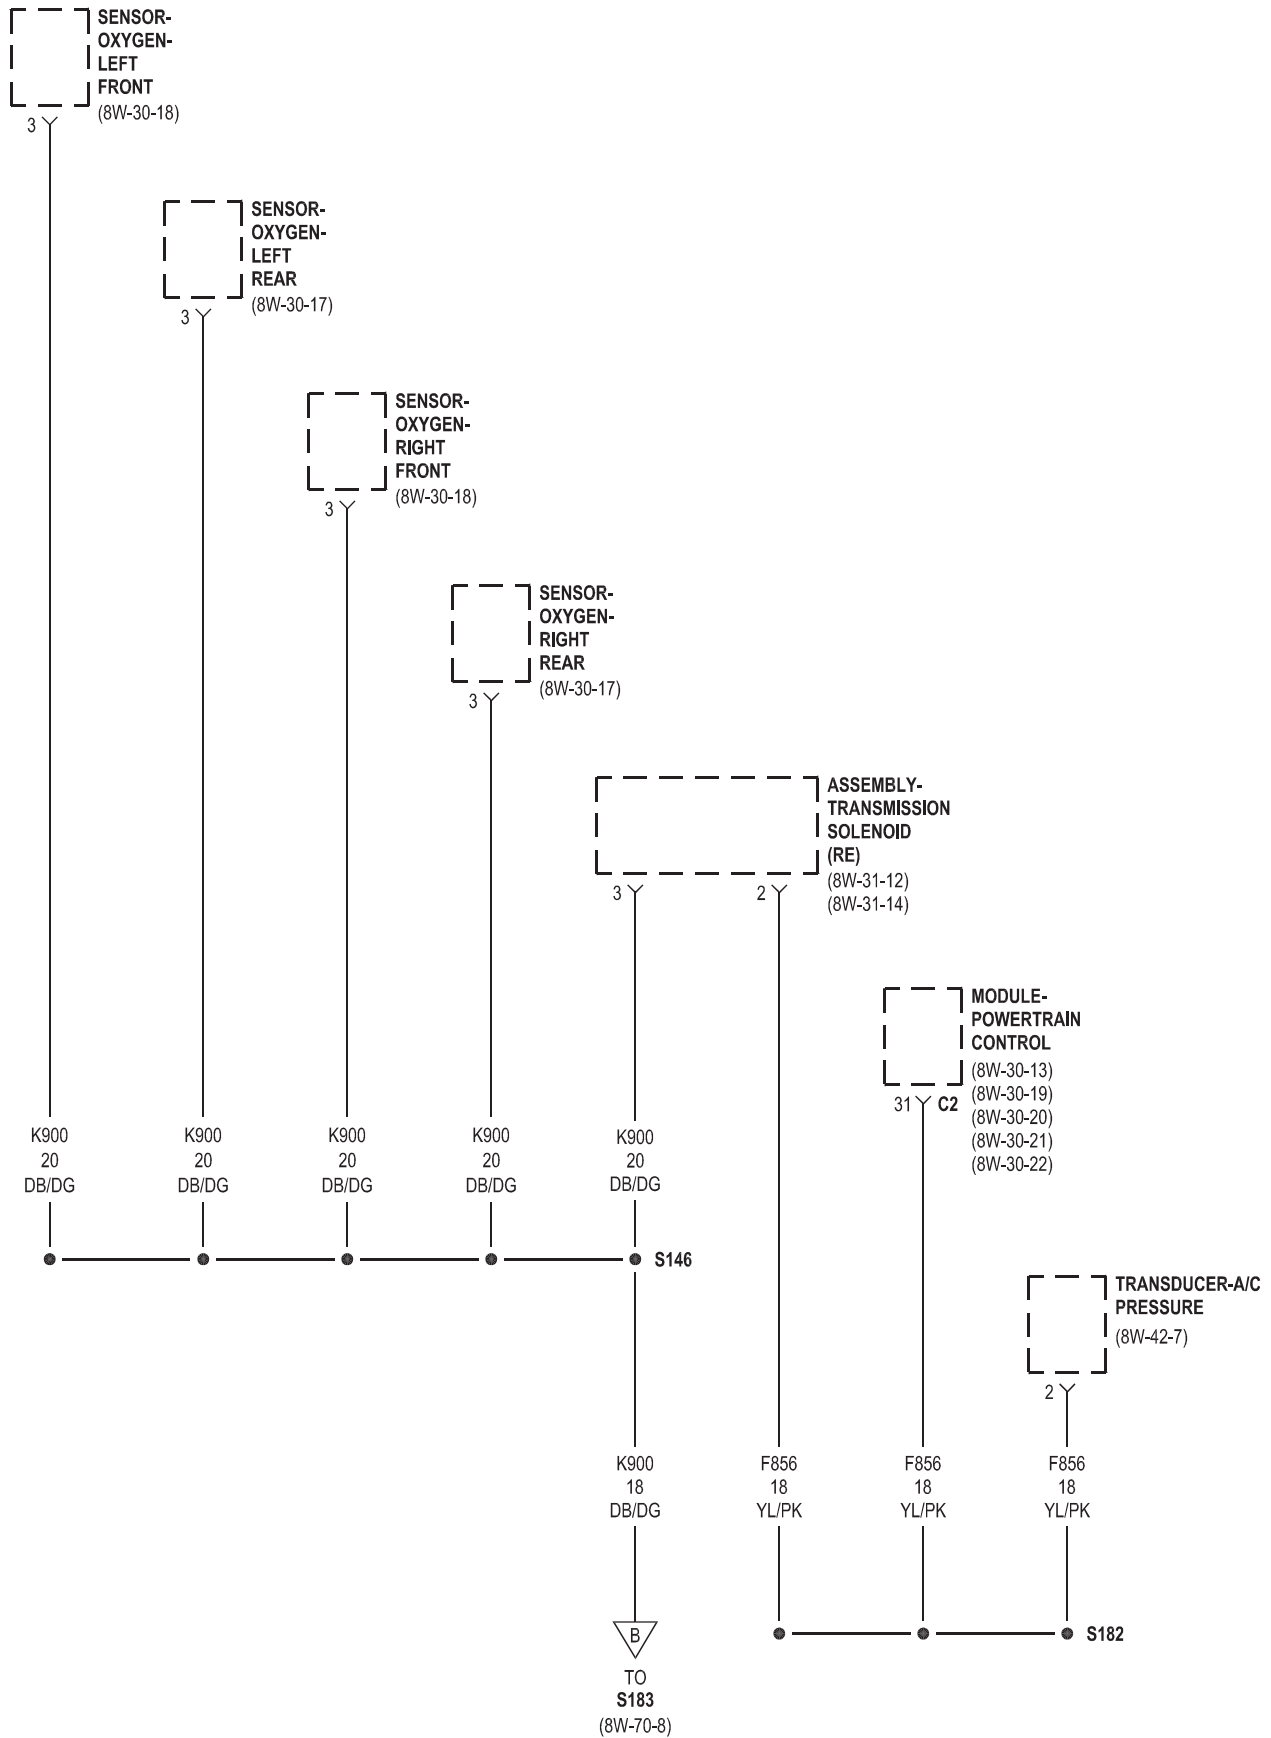 SENSOR-
OXYGEN-
LEFT
FRONT
(8W-30-18)
3
SENSOR-
OXYGEN-
LEFT
REAR
(8W-30-17)
3
SENSOR-
OXYGEN-
RIGHT
FRONT
(8W-30-18)
3
SENSOR-
OXYGEN-
RIGHT
REAR
(8W-30-17)
3
ASSEMBLY-
TRANSMISSION
SOLENOID
(RE)
(8W-31-12)
(8W-31-14)
3
2
MODULE-
POWERTRAIN
CONTROL
(8W-30-13)
(8W-30-19)
(8W-30-20)
(8W-30-21)
(8W-30-22)
31 C2
K900
20
DB/DG
K900
20
DB/DG
K900
20
DB/DG
K900
20
DB/DG
K900
20
DB/DG
S146
TRANSDUCER-A/C
PRESSURE
(8W-42-7)
2
K900
18
DB/DG
F856
18
YL/PK
F856
18
YL/PK
F856
18
YL/PK
B
TO
S183
(8W-70-8)
S182